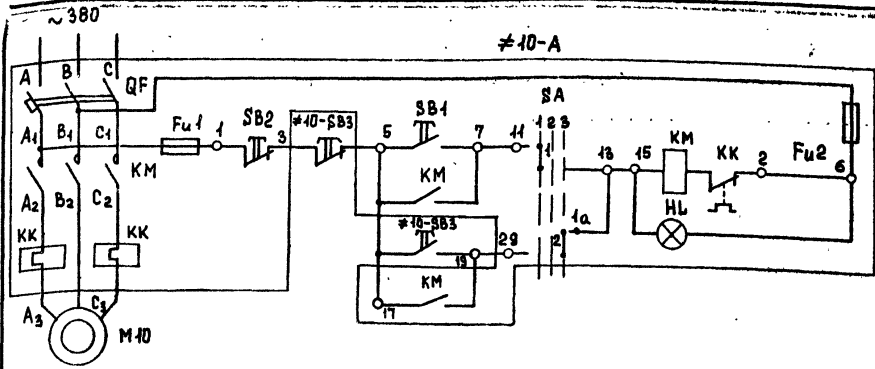 ~380
≠10-A
A B C QF
SA
Fu1 1 SB2 3 ≠10-SB3 5 SB1 7 11 1 2 3
A1 B1 C1 KM
1 13 15 KM KK 2 Fu2 6
KM
A2 B2 C2
≠10-SB3 1a HL
KK KK
19 29 2
KM
17
A3 C3
M10